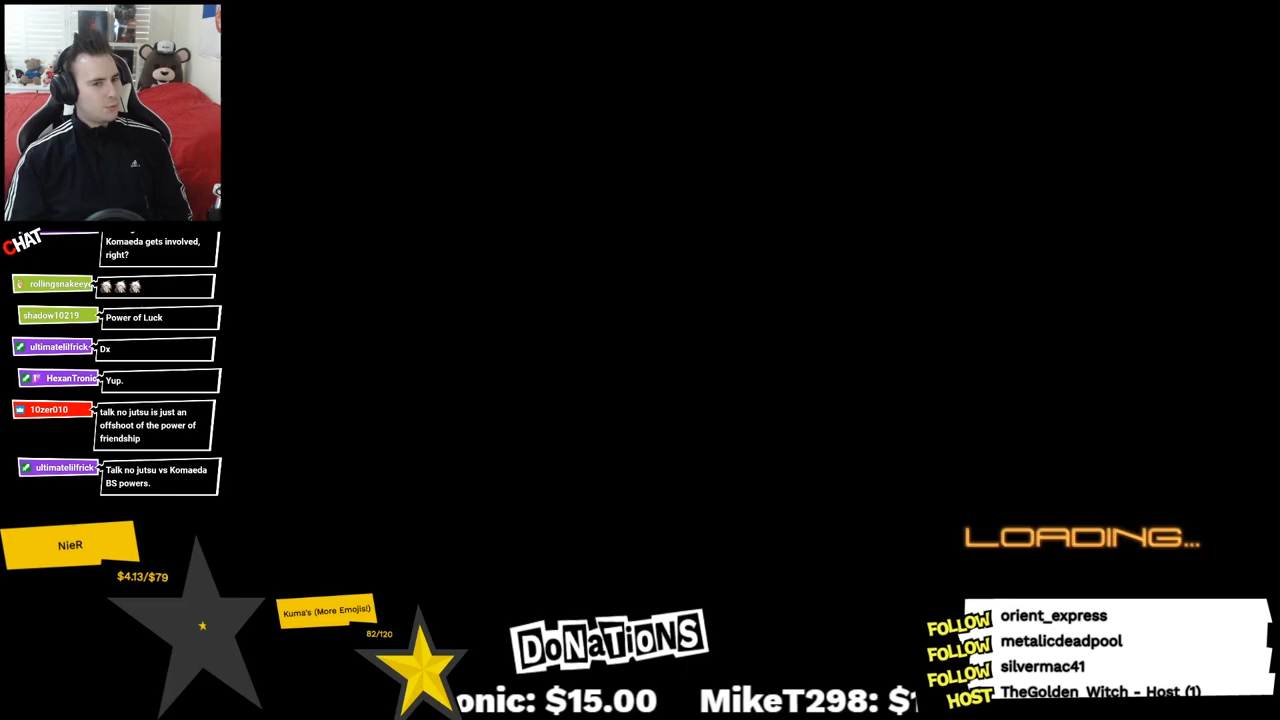 CHAT
Komaeda gets involved,
right?
rollingsnakeey
shadow10219
Power of Luck
ultimatelilfrick
Dx
HexanTronic
Yup.
10zer010
talk no jutsu is just an
offshoot of the power of
friendship
ultimatelilfrick
Talk no jutsu vs Komaeda
BS powers.
NieR
$4.13/$79
Kuma's (More Emojis!)
82/120
DoNaTiONS
onic: $15.00 MikeT298: $1
LOADING...
FOLLOW orient_express
FOLLOW metalicdeadpool
FOLLOW silvermac41
HOST TheGolden_Witch - Host (1)